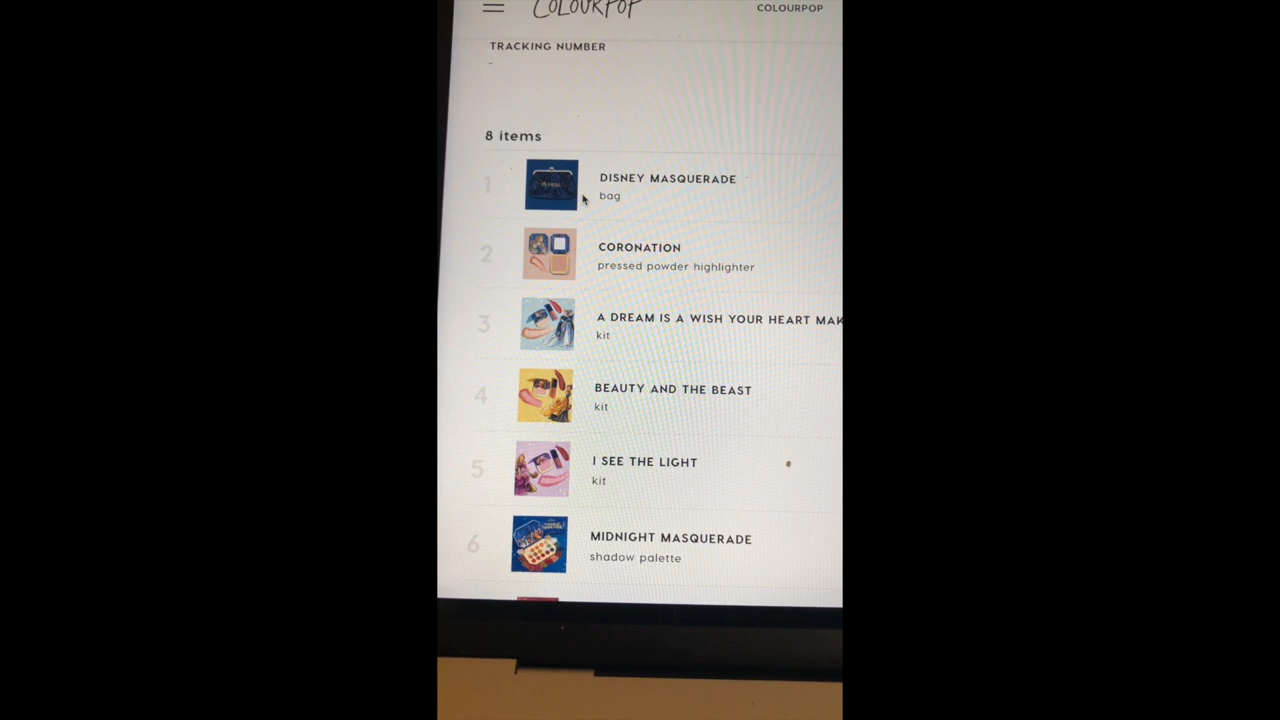 COLOURPOP
COLOURPOP
TRACKING NUMBER
-
8 items
1
DISNEY MASQUERADE
bag
2
CORONATION
pressed powder highlighter
3
A DREAM IS A WISH YOUR HEART MAK
kit
4
BEAUTY AND THE BEAST
kit
5
I SEE THE LIGHT
kit
6
MIDNIGHT MASQUERADE
shadow palette